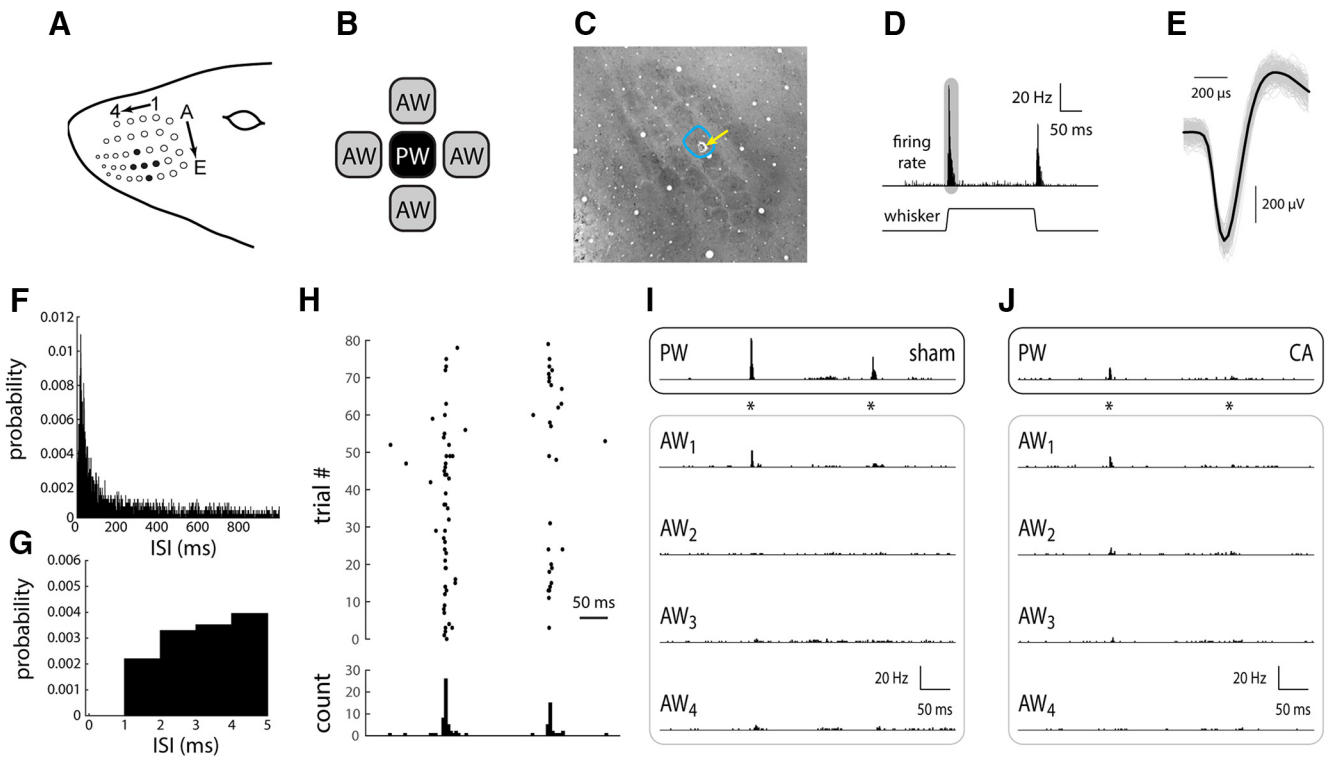 A
B
C
D
E
4
1
A
E
AW
AW
PW
AW
AW
20 Hz
50 ms
firing
rate
whisker
200 µs
200 µV
F
0.012
0.01
0.008
0.006
0.004
0.002
0
probability
0 200 400 600 800
ISI (ms)
G
0.006
0.005
0.004
0.003
0.002
0.001
0
probability
0 1 2 3 4 5
ISI (ms)
H
80
70
60
50
40
30
20
10
0
trial #
50 ms
30
20
10
0
count
I
PW
sham
* *
AW1
AW2
AW3
AW4
20 Hz
50 ms
J
PW
CA
* *
AW1
AW2
AW3
AW4
20 Hz
50 ms